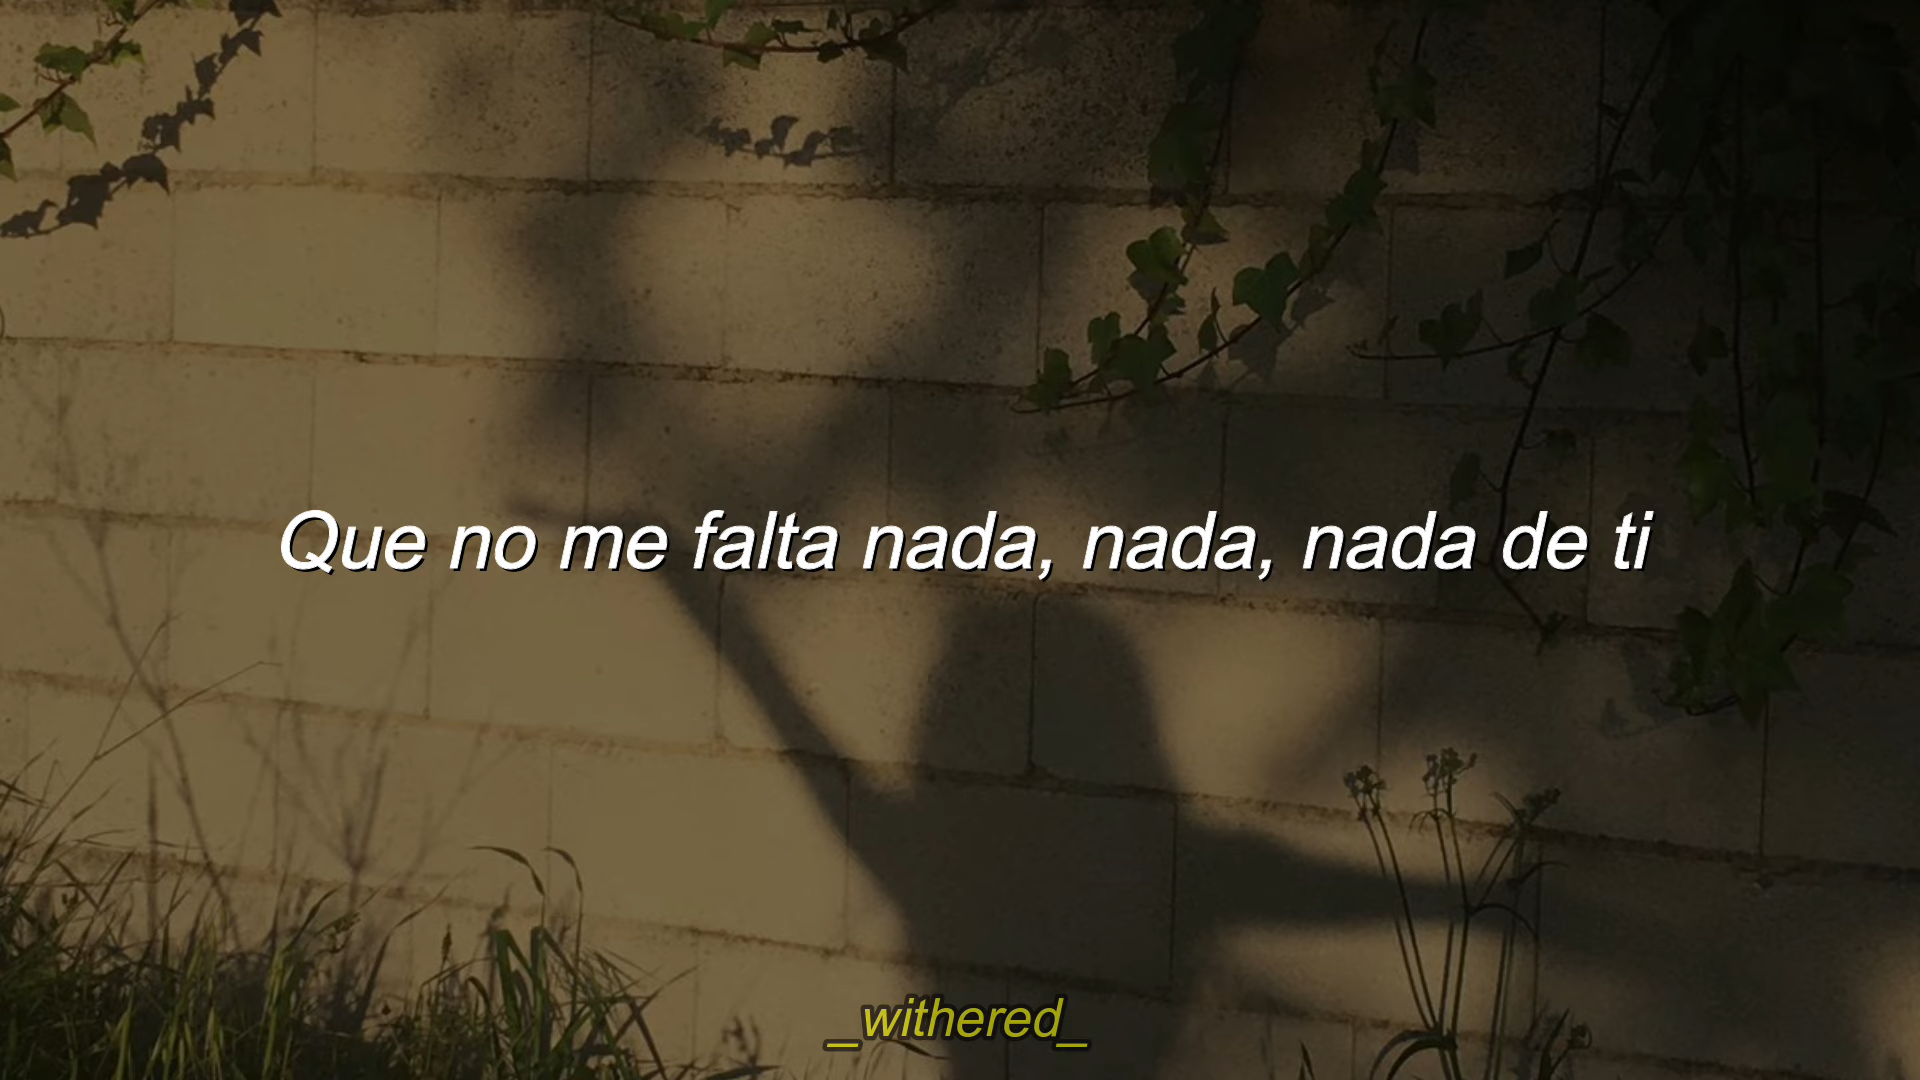 Que no me falta nada, nada, nada de ti
_withered_